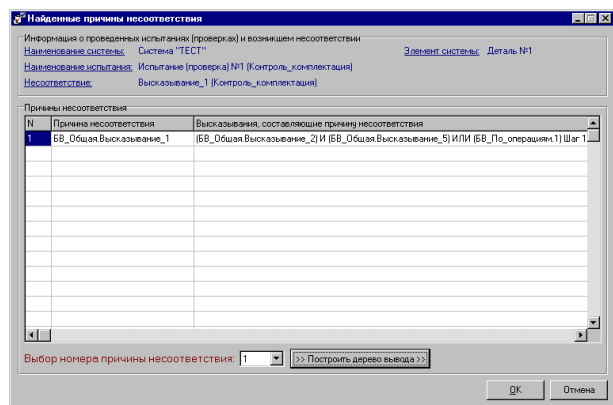 Найденные причины несоответствия
Информация о проведенных испытаниях (проверках) и возникшем несоответствии
Наименование системы: Система "ТЕСТ" Элемент системы: Деталь №1
Наименование испытания: Испытание (проверка) №1 (Контроль_комплектация)
Несоответствие: Высказывание_1 (Контроль_комплектация)
Причины несоответствия
N Причина несоответствия Высказывания, составляющие причину несоответствия
1 БВ_Общая.Высказывание_1 (БВ_Общая.Высказывание_2) И (БВ_Общая.Высказывание_5) ИЛИ (БВ_По_операциям.1) Шаг 1.
Выбор номера причины несоответствия: 1 >> Построить дерево вывода >>
OK Отмена